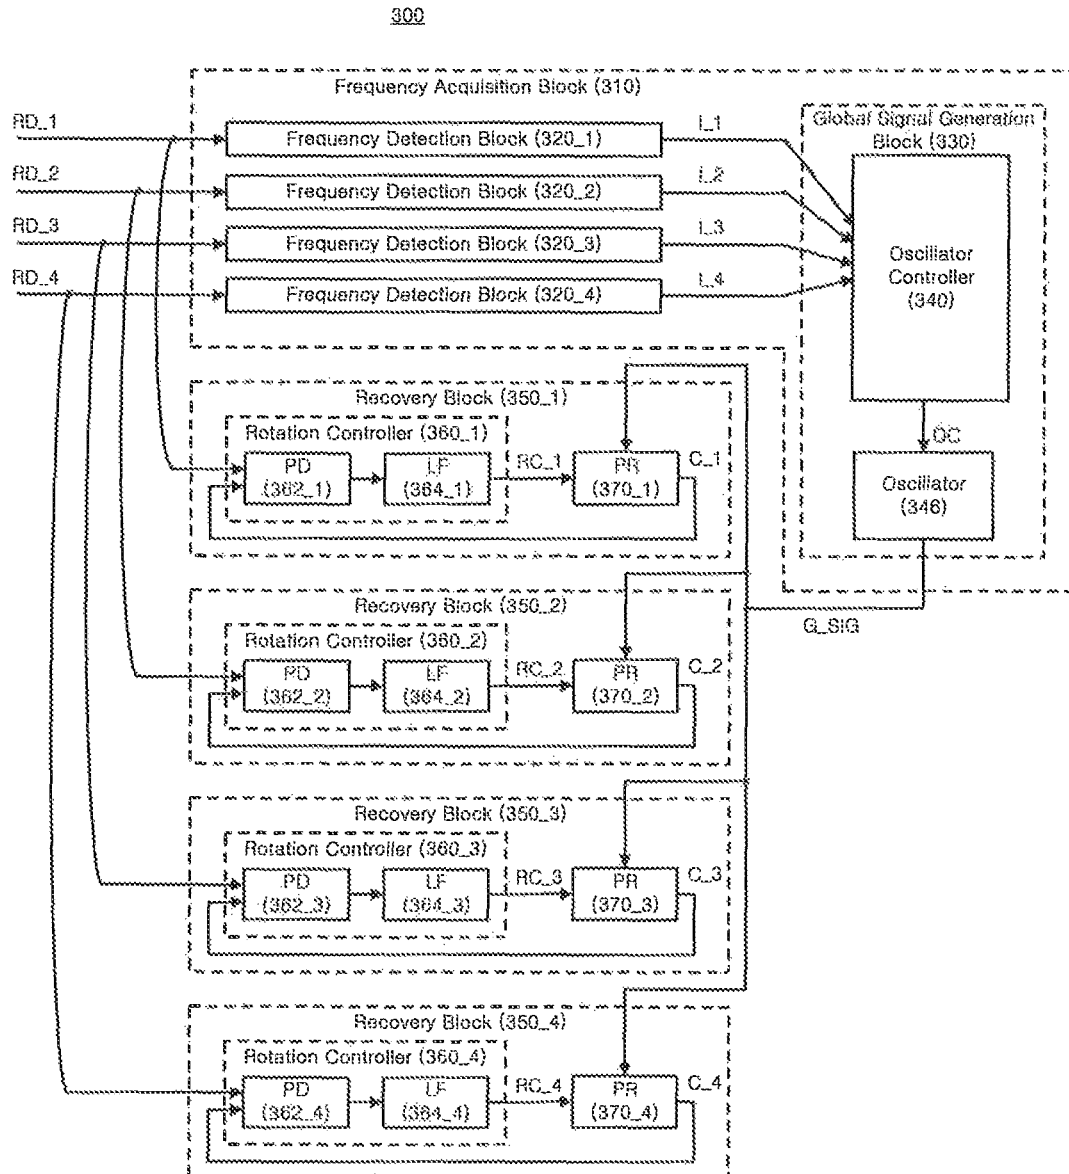 300
Frequency Acquisition Block (310)
RD_1
Frequency Detection Block (320_1)
I_1
Global Signal Generation
Block (330)
RD_2
Frequency Detection Block (320_2)
I_2
RD_3
Frequency Detection Block (320_3)
I_3
RD_4
Frequency Detection Block (320_4)
I_4
Oscillator
Controller
(340)
OC
Oscillator
(346)
G_SIG
Recovery Block (350_1)
Rotation Controller (360_1)
PD
(362_1)
LF
(364_1)
RC_1
PR
(370_1)
C_1
Recovery Block (350_2)
Rotation Controller (360_2)
PD
(362_2)
LF
(364_2)
RC_2
PR
(370_2)
C_2
Recovery Block (350_3)
Rotation Controller (360_3)
PD
(362_3)
LF
(364_3)
RC_3
PR
(370_3)
C_3
Recovery Block (350_4)
Rotation Controller (360_4)
PD
(362_4)
LF
(364_4)
RC_4
PR
(370_4)
C_4